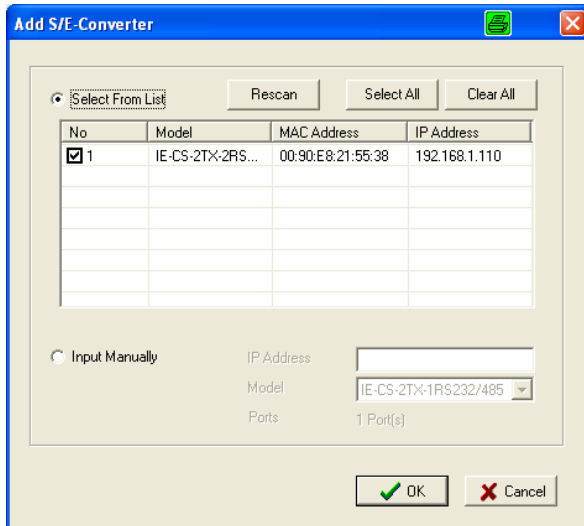 Add S/E-Converter
Select From List
Rescan
Select All
Clear All
No Model MAC Address IP Address
1 IE-CS-2TX-2RS... 00:90:E8:21:55:38 192.168.1.110
Input Manually
IP Address
Model IE-CS-2TX-1RS232/485
Ports 1 Port(s)
OK
Cancel